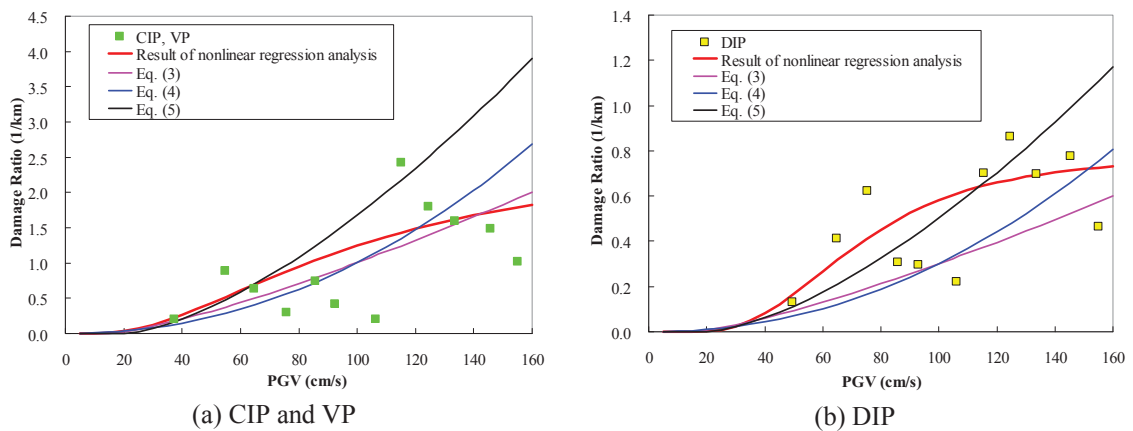 4.5
4.0
3.5
3.0
2.5
2.0
1.5
1.0
0.5
0.0
Damage Ratio (1/km)
CIP, VP
Result of nonlinear regression analysis
Eq. (3)
Eq. (4)
Eq. (5)
0 20 40 60 80 100 120 140 160
PGV (cm/s)
(a) CIP and VP
1.4
1.2
1.0
0.8
0.6
0.4
0.2
0.0
Damage Ratio (1/km)
DIP
Result of nonlinear regression analysis
Eq. (3)
Eq. (4)
Eq. (5)
0 20 40 60 80 100 120 140 160
PGV (cm/s)
(b) DIP